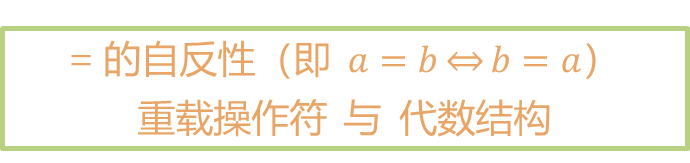 = 的自反性（即 a = b ⇔ b = a）
重载操作符 与 代数结构